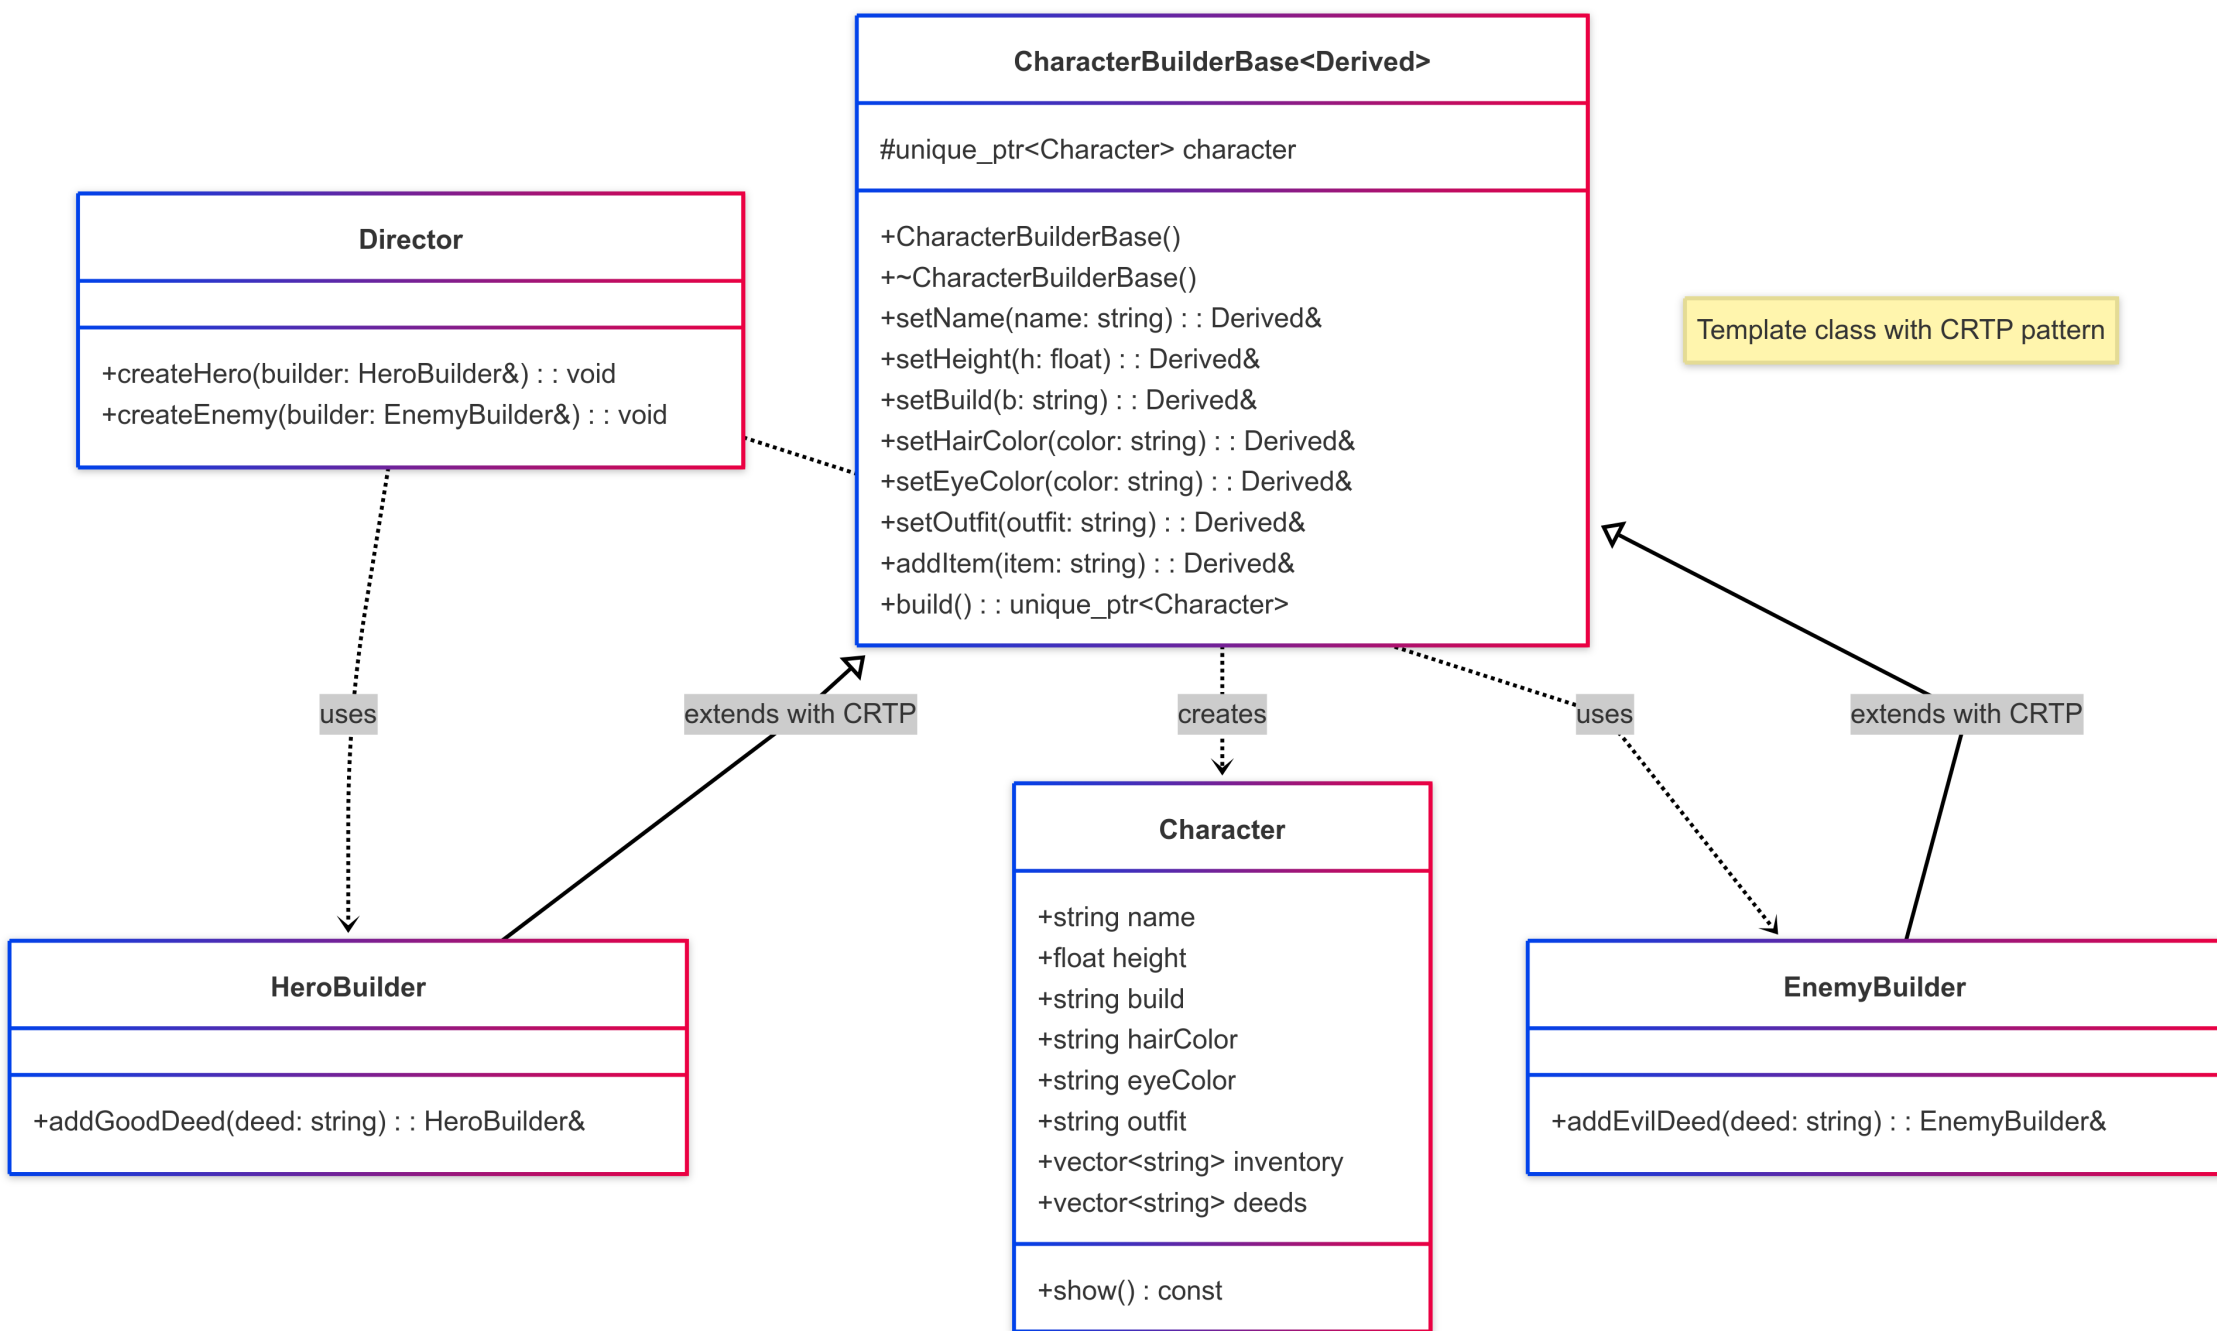 CharacterBuilderBase<Derived>
#unique_ptr<Character> character
+CharacterBuilderBase()
+~CharacterBuilderBase()
+setName(name: string) : : Derived&
+setHeight(h: float) : : Derived&
+setBuild(b: string) : : Derived&
+setHairColor(color: string) : : Derived&
+setEyeColor(color: string) : : Derived&
+setOutfit(outfit: string) : : Derived&
+addItem(item: string) : : Derived&
+build() : : unique_ptr<Character>
Director
+createHero(builder: HeroBuilder&) : : void
+createEnemy(builder: EnemyBuilder&) : : void
Template class with CRTP pattern
uses
extends with CRTP
creates
uses
extends with CRTP
HeroBuilder
+addGoodDeed(deed: string) : : HeroBuilder&
Character
+string name
+float height
+string build
+string hairColor
+string eyeColor
+string outfit
+vector<string> inventory
+vector<string> deeds
+show() : const
EnemyBuilder
+addEvilDeed(deed: string) : : EnemyBuilder&